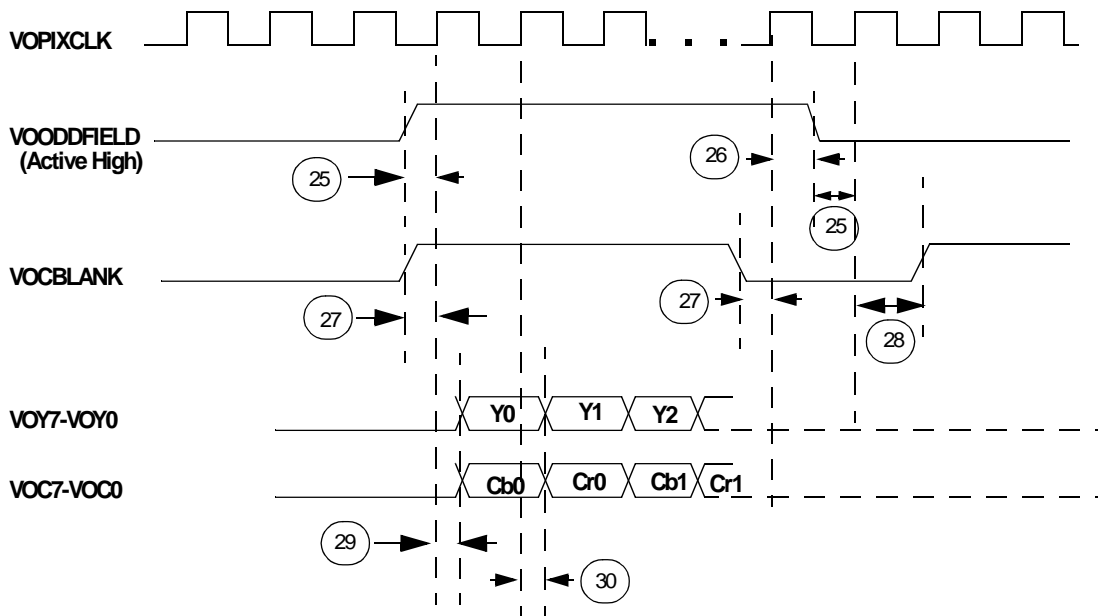 VOPIXCLK
VOODDFIELD
(Active High)
26
25
25
VOCBLANK
27
27
28
VOY7-VOY0
Y0
Y1
Y2
VOC7-VOC0
Cb0
Cr0
Cb1
Cr1
29
30